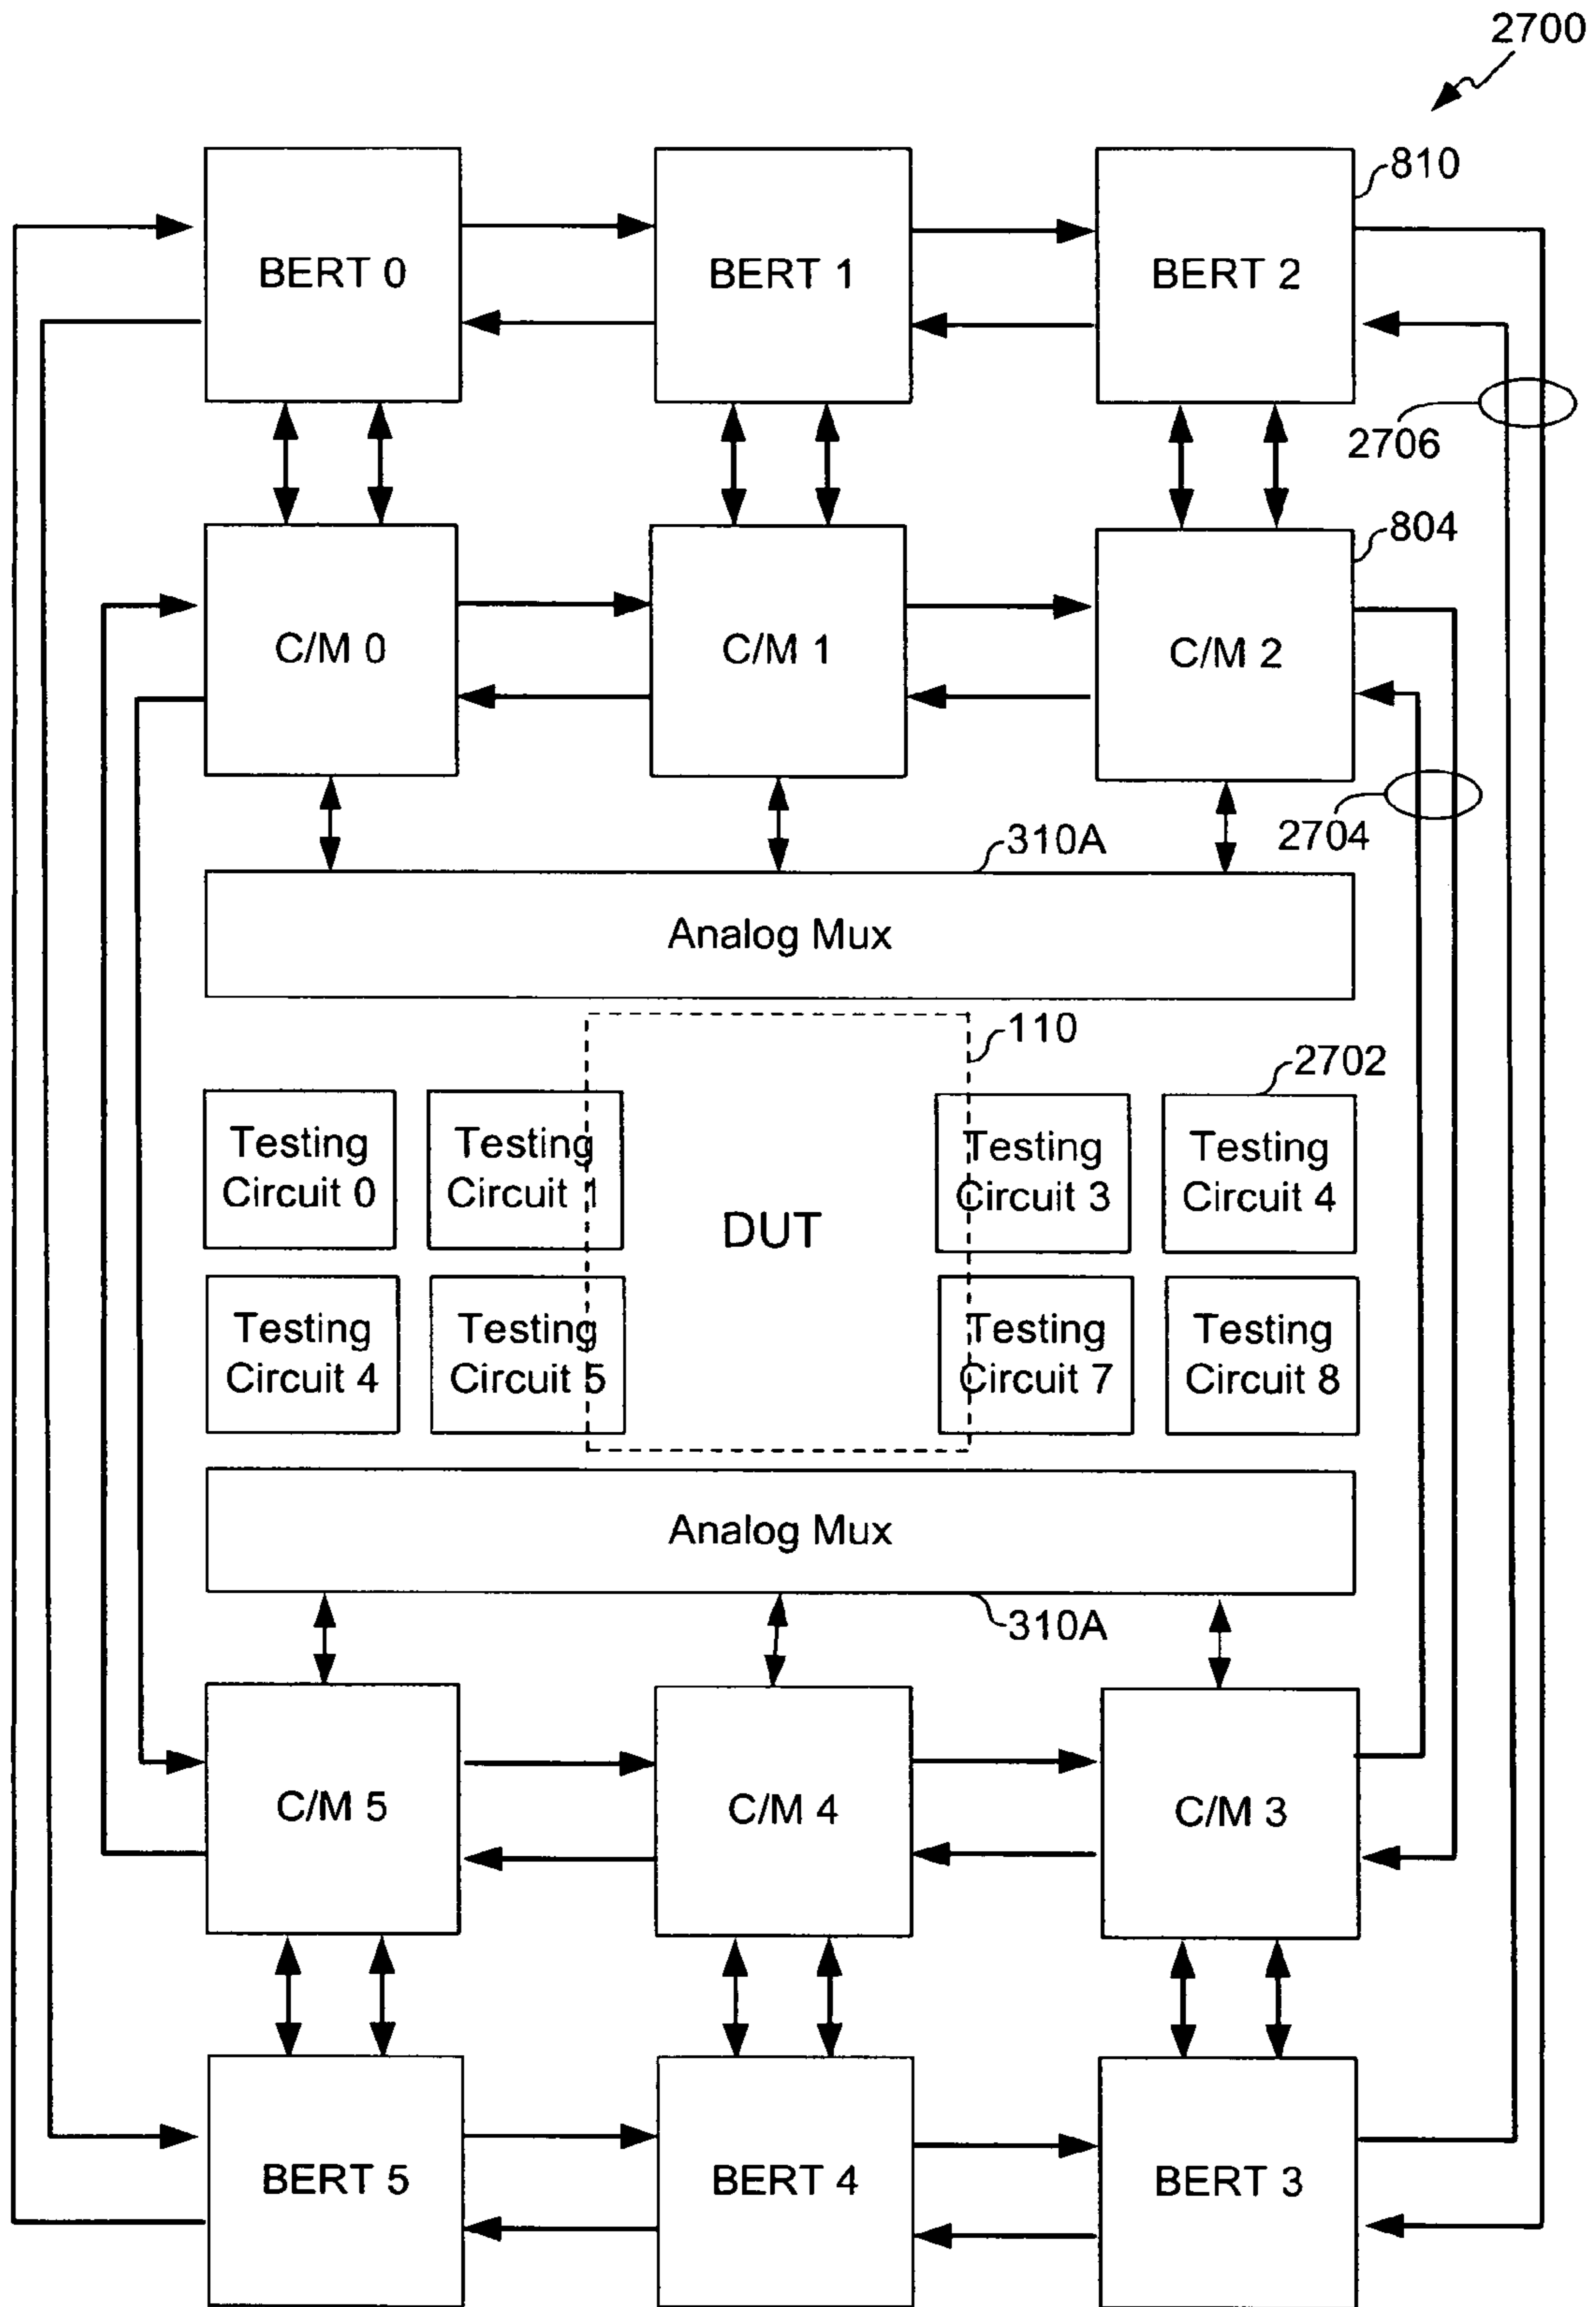 2700
810
BERT 0
BERT 1
BERT 2
2706
804
C/M 0
C/M 1
C/M 2
2704
310A
Analog Mux
110
2702
Testing
Circuit 0
Testing
Circuit 1
DUT
Testing
Circuit 3
Testing
Circuit 4
Testing
Circuit 4
Testing
Circuit 5
Testing
Circuit 7
Testing
Circuit 8
Analog Mux
310A
C/M 5
C/M 4
C/M 3
BERT 5
BERT 4
BERT 3